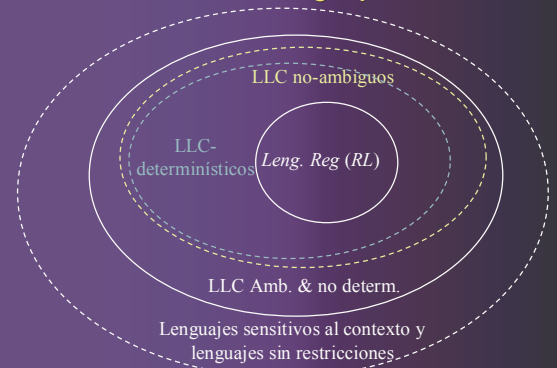 LLC no-ambiguos
LLC-
determinísticos
Leng. Reg (RL)
LLC Amb. & no determ.
Lenguajes sensitivos al contexto y
lenguajes sin restricciones